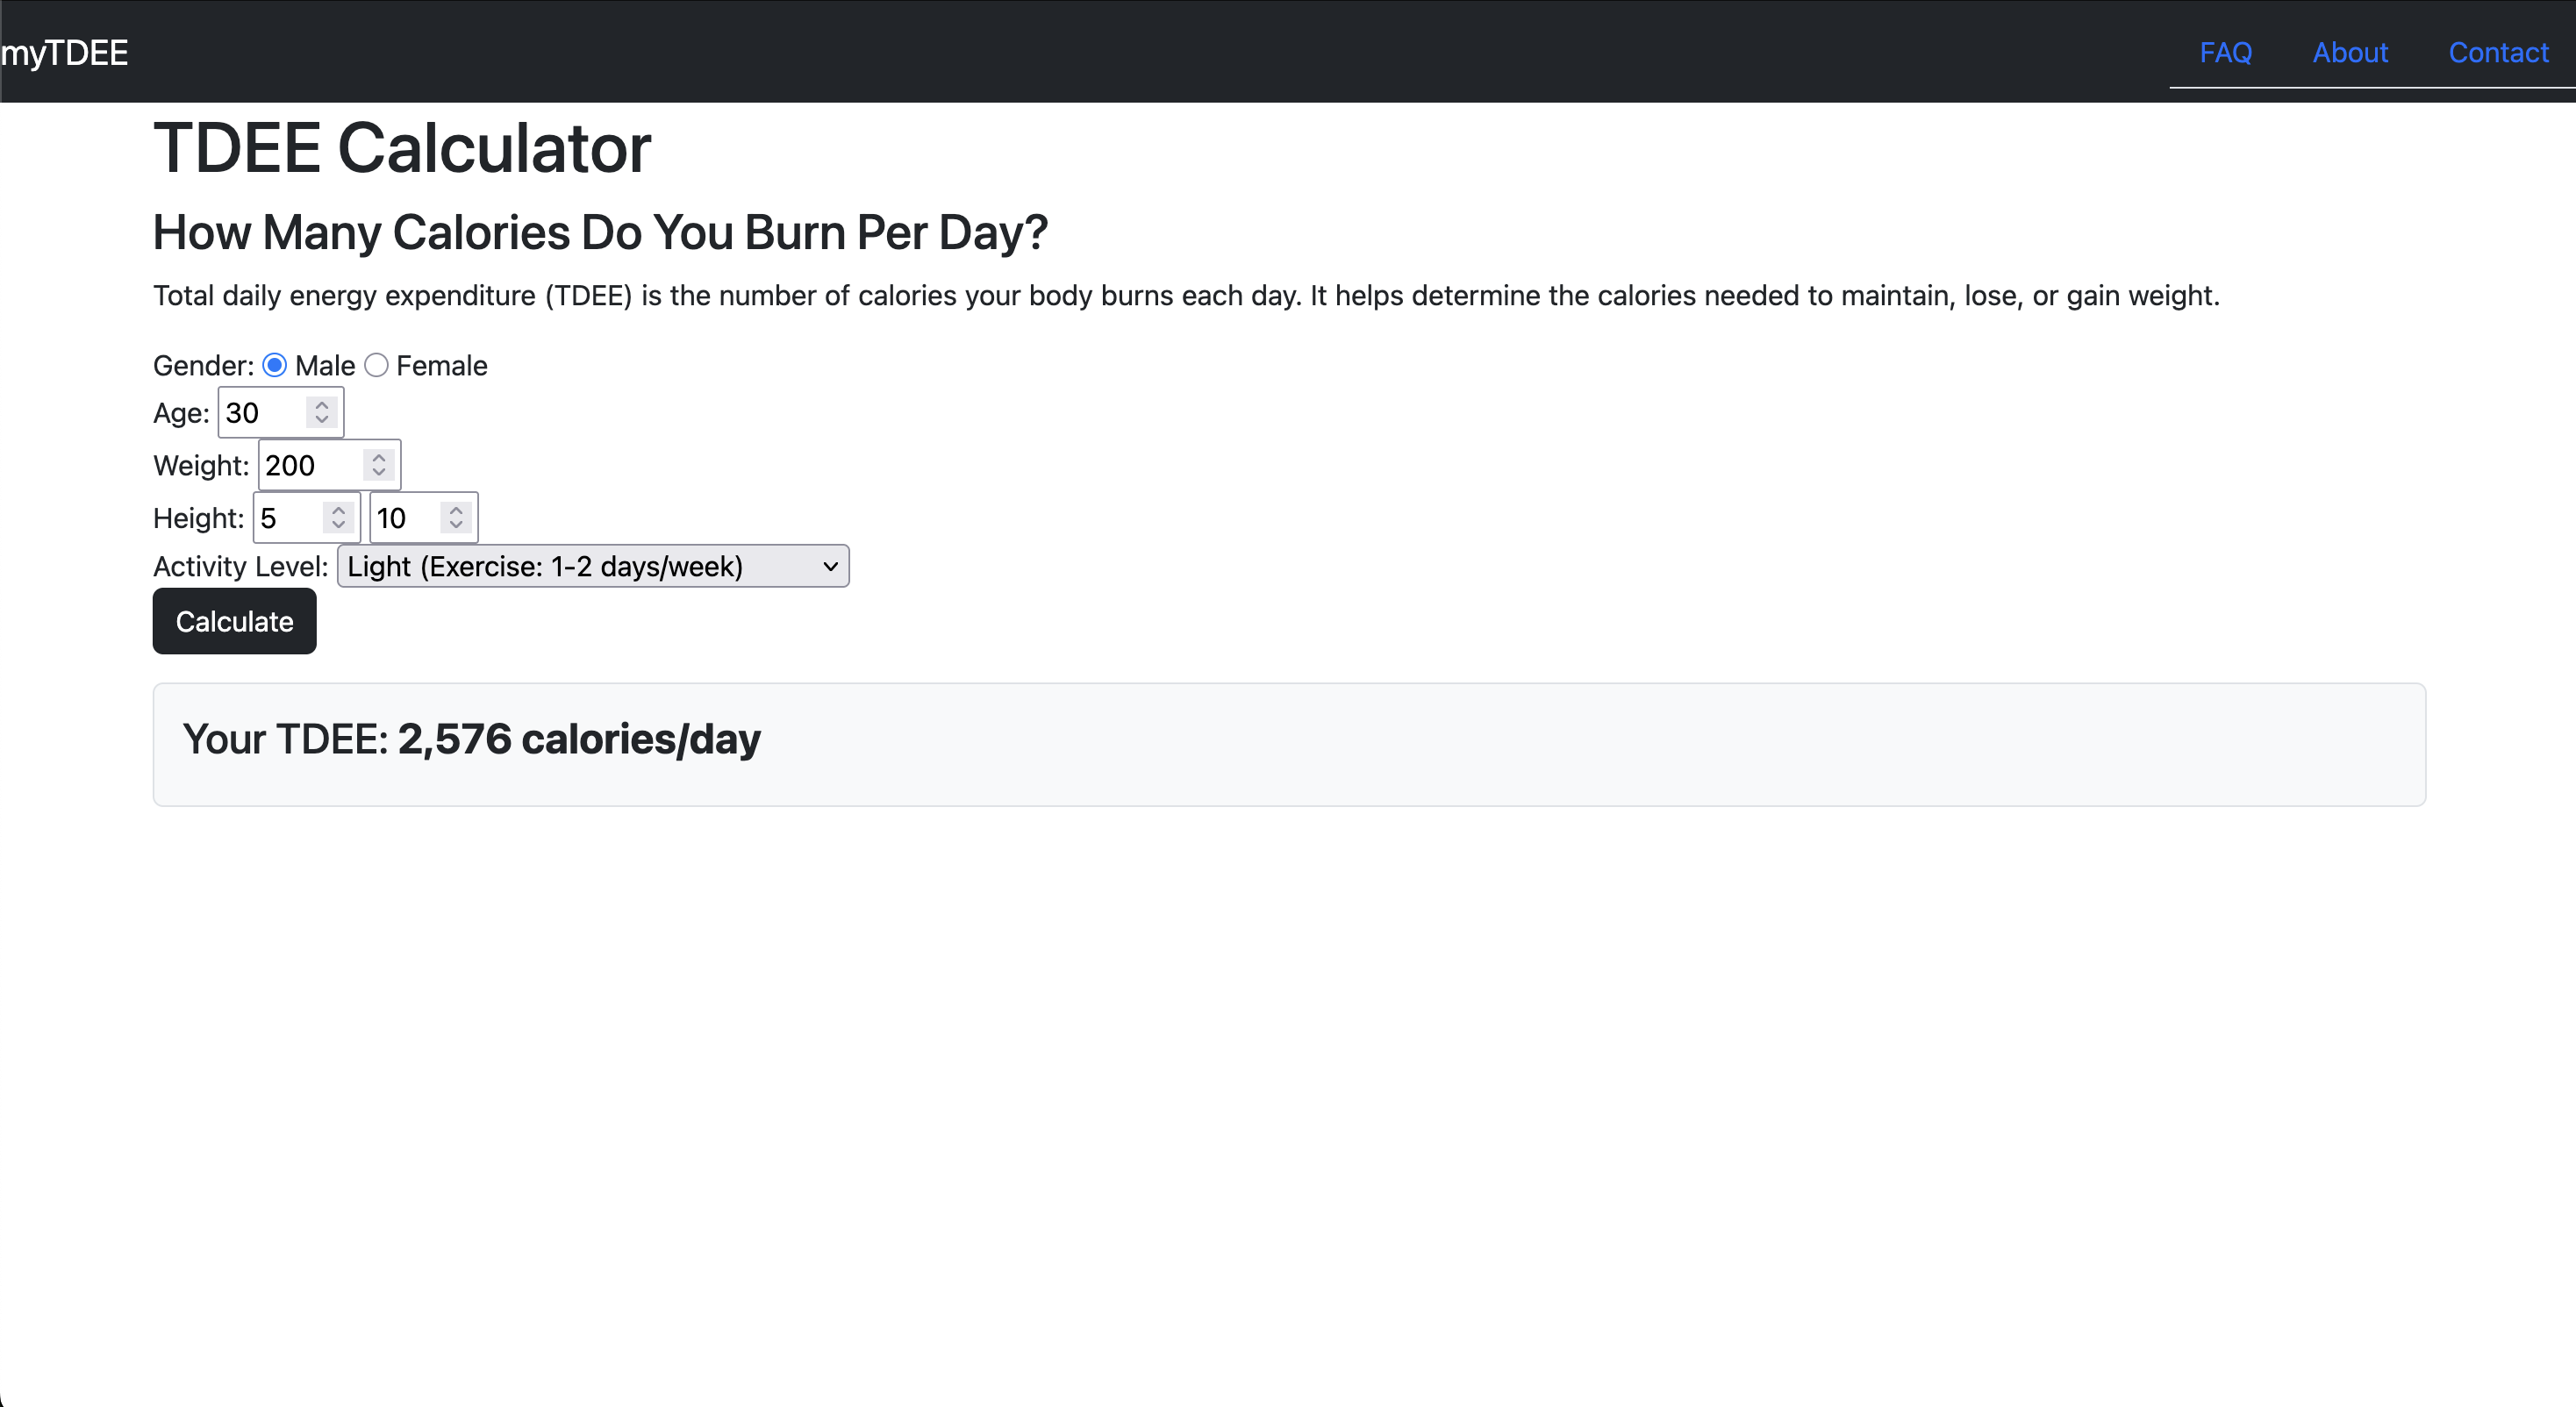 myTDEE
FAQ About Contact
TDEE Calculator
How Many Calories Do You Burn Per Day?
Total daily energy expenditure (TDEE) is the number of calories your body burns each day. It helps determine the calories needed to maintain, lose, or gain weight.
Gender: Male Female
Age: 30
Weight: 200
Height: 5 10
Activity Level: Light (Exercise: 1-2 days/week)
Calculate
Your TDEE: 2,576 calories/day